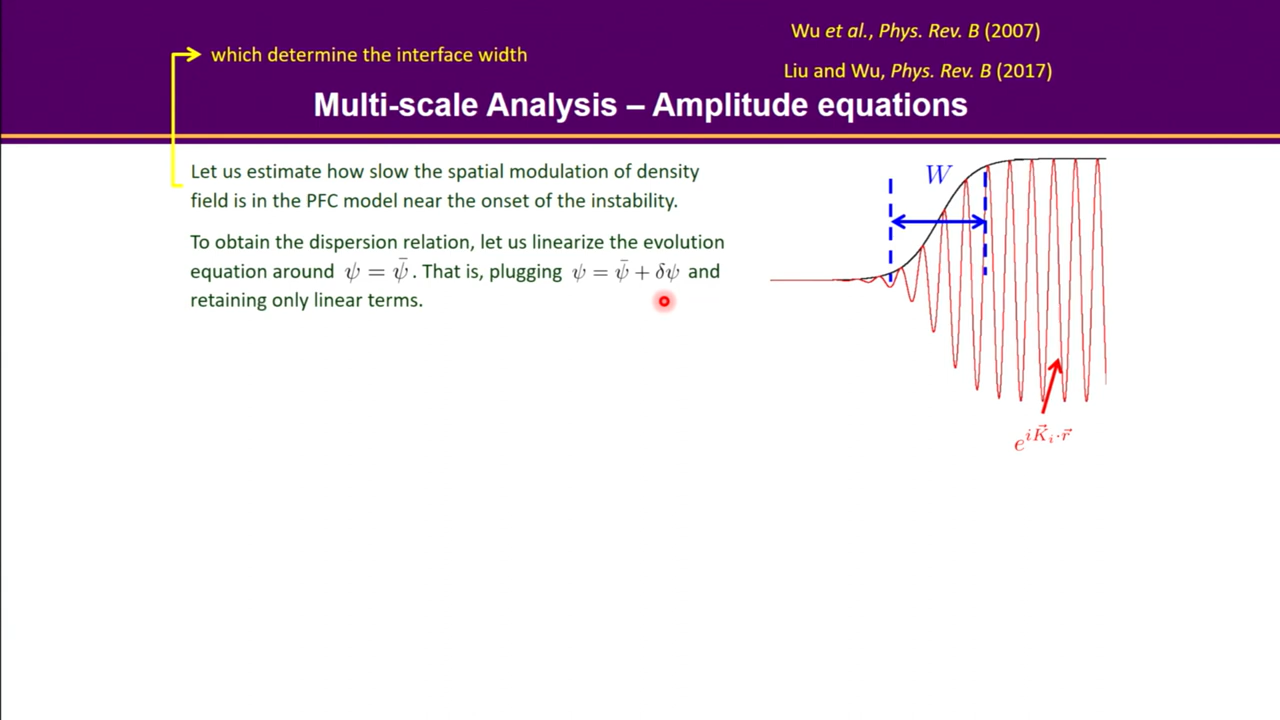 Wu et al., Phys. Rev. B (2007)
which determine the interface width
Liu and Wu, Phys. Rev. B (2017)
Multi-scale Analysis – Amplitude equations
Let us estimate how slow the spatial modulation of density
field is in the PFC model near the onset of the instability.
To obtain the dispersion relation, let us linearize the evolution
equation around ψ = ψ̄ . That is, plugging ψ = ψ̄ + δψ and
retaining only linear terms.
W
e^{iK⃗_i·r⃗}